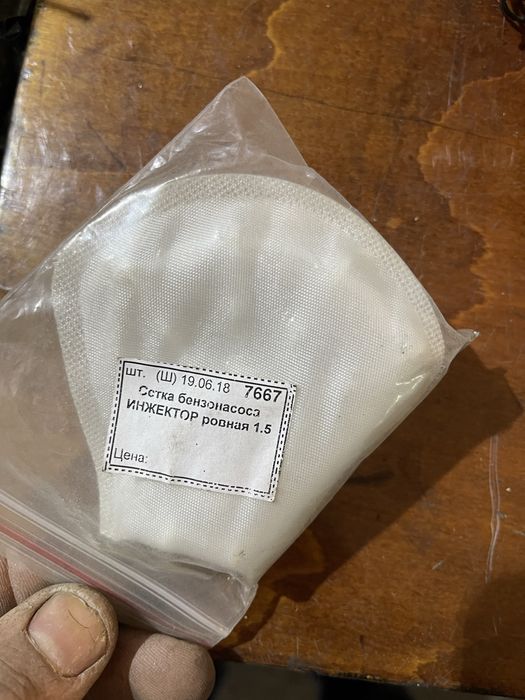 шт. (Ш) 19.06.18 7667
Сетка бензонасоса
ИНЖЕКТОР ровная 1.5
Цена: